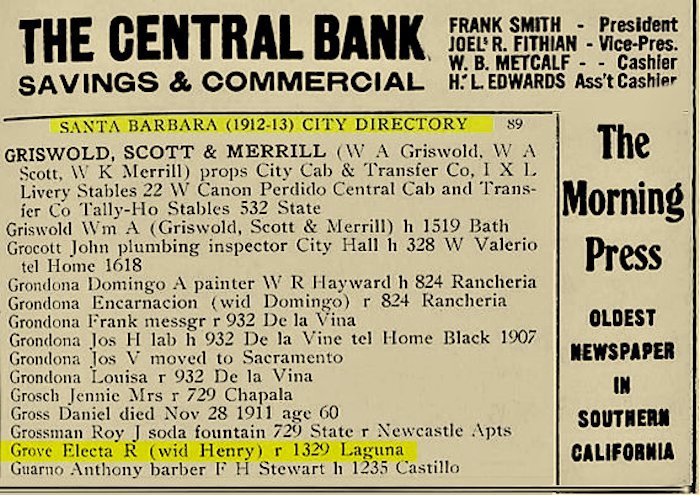 THE CENTRAL BANK
SAVINGS & COMMERCIAL
FRANK SMITH - President
JOEL R. FITHIAN - Vice-Pres.
W. B. METCALF - - Cashier
H. L. EDWARDS Ass't Cashier
SANTA BARBARA (1912-13) CITY DIRECTORY 89
GRISWOLD, SCOTT & MERRILL (W A Griswold, W A
Scott, W K Merrill) props City Cab & Transfer Co, I X L
Livery Stables 22 W Canon Perdido Central Cab and Trans-
fer Co Tally-Ho Stables 532 State
Griswold Wm A (Griswold, Scott & Merrill) h 1519 Bath
Grocott John plumbing inspector City Hall h 328 W Valerio
tel Home 1618
Grondona Domingo A painter W R Hayward h 824 Rancheria
Grondona Encarnacion (wid Domingo) r 824 Rancheria
Grondona Frank messgr r 932 De la Vina
Grondona Jos H lab h 932 De la Vine tel Home Black 1907
Grondona Jos V moved to Sacramento
Grondona Louisa r 932 De la Vina
Grosch Jennie Mrs r 729 Chapala
Gross Daniel died Nov 28 1911 age 60
Grossman Roy J soda fountain 729 State r Newcastle Apts
Grove Electa R (wid Henry) r 1329 Laguna
Guarno Anthony barber F H Stewart h 1235 Castillo
The
Morning
Press
OLDEST
NEWSPAPER
IN
SOUTHERN
CALIFORNIA